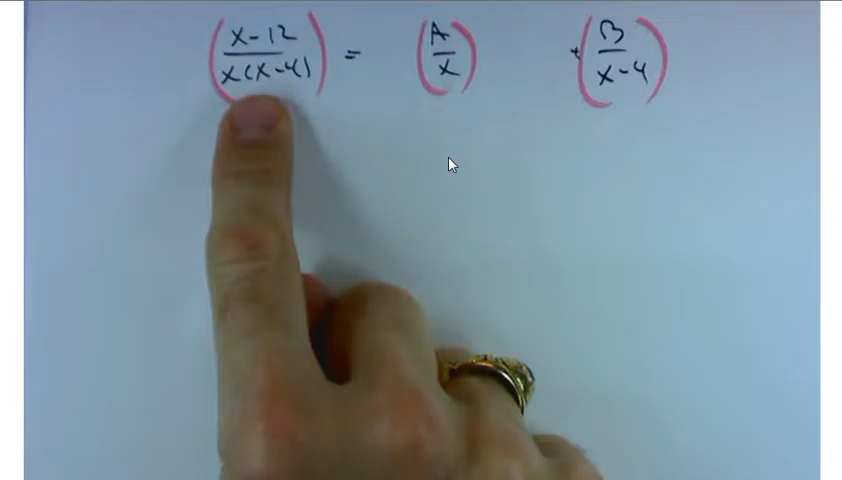 (x-12 / x(x-4)) = (A / x) + (B / x-4)